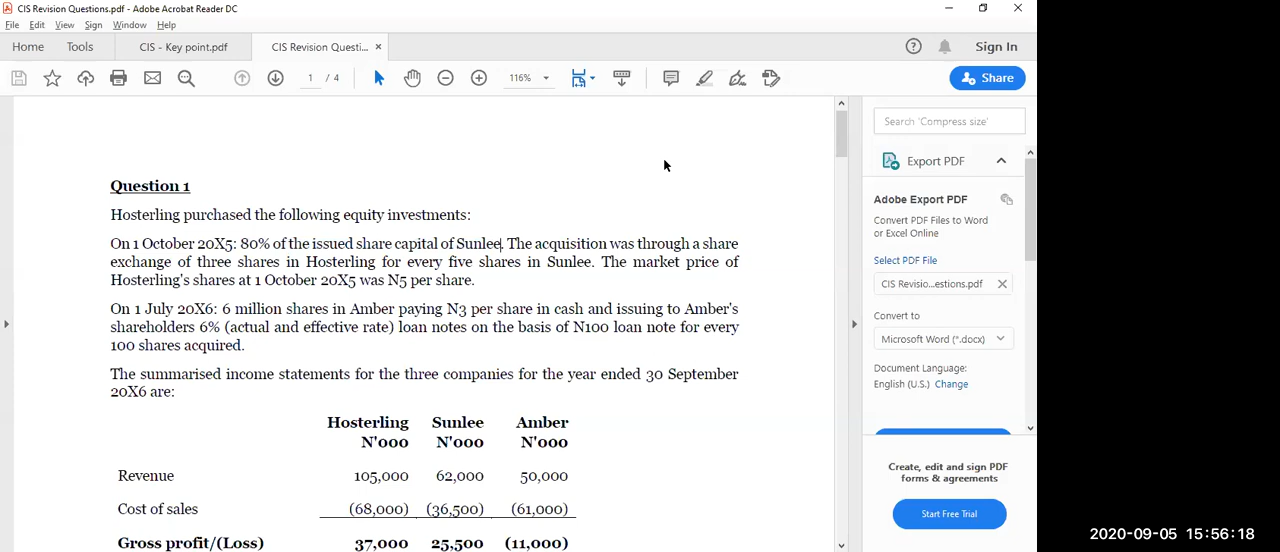 CIS Revision Questions.pdf - Adobe Acrobat Reader DC
File Edit View Sign Window Help
Home Tools CIS - Key point.pdf CIS Revision Questi... × ? Sign In
1 / 4 116% Share
Search 'Compress size'
Export PDF
Adobe Export PDF
Convert PDF Files to Word
or Excel Online
Select PDF File
CIS Revisio...estions.pdf ×
Convert to
Microsoft Word (*.docx)
Document Language:
English (U.S.) Change
Create, edit and sign PDF
forms & agreements
Start Free Trial
Question 1
Hosterling purchased the following equity investments:
On 1 October 20X5: 80% of the issued share capital of Sunlee. The acquisition was through a share
exchange of three shares in Hosterling for every five shares in Sunlee. The market price of
Hosterling's shares at 1 October 20X5 was N5 per share.
On 1 July 20X6: 6 million shares in Amber paying N3 per share in cash and issuing to Amber's
shareholders 6% (actual and effective rate) loan notes on the basis of N100 loan note for every
100 shares acquired.
The summarised income statements for the three companies for the year ended 30 September
20X6 are:
Hosterling Sunlee Amber
N'000 N'000 N'000
Revenue 105,000 62,000 50,000
Cost of sales (68,000) (36,500) (61,000)
Gross profit/(Loss) 37,000 25,500 (11,000)
2020-09-05 15:56:18